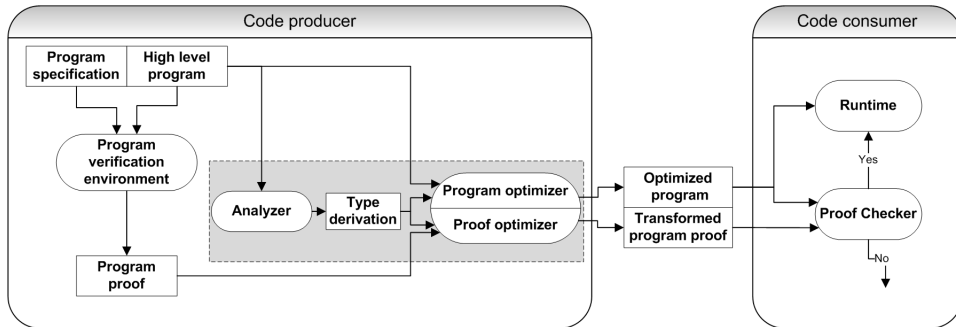 Code producer
Code consumer
Program
specification
High level
program
Program
verification
environment
Program
proof
Analyzer
Type
derivation
Program optimizer
Proof optimizer
Optimized
program
Transformed
program proof
Runtime
Yes
Proof Checker
No